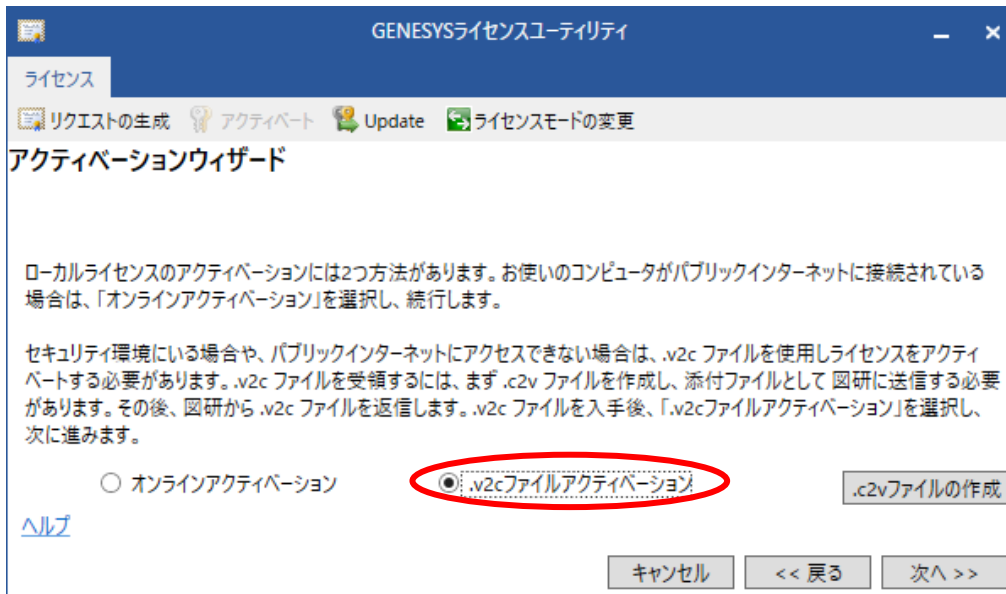 GENESYSライセンスユーティリティ
ライセンス
リクエストの生成 アクティベート Update ライセンスモードの変更
アクティベーションウィザード
ローカルライセンスのアクティベーションには2つ方法があります。お使いのコンピュータがパブリックインターネットに接続されている
場合は、「オンラインアクティベーション」を選択し、続行します。
セキュリティ環境にいる場合や、パブリックインターネットにアクセスできない場合は、.v2c ファイルを使用しライセンスをアクティ
ベートする必要があります。.v2c ファイルを受領するには、まず .c2v ファイルを作成し、添付ファイルとして 図研に送信する必要
があります。その後、図研から .v2c ファイルを返信します。.v2c ファイルを入手後、「.v2cファイルアクティベーション」を選択し、
次に進みます。
オンラインアクティベーション .v2cファイルアクティベーション .c2vファイルの作成
ヘルプ
キャンセル << 戻る 次へ >>